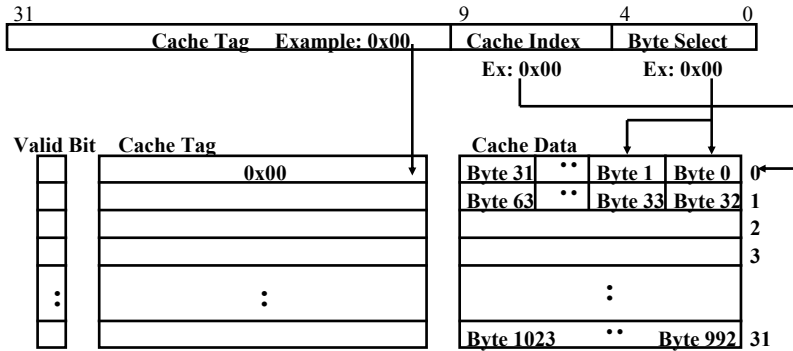 31 9 4 0
Cache Tag Example: 0x00 Cache Index Byte Select
Ex: 0x00 Ex: 0x00
Valid Bit Cache Tag Cache Data
0x00 Byte 31 .. Byte 1 Byte 0 0
Byte 63 .. Byte 33 Byte 32 1
2
3
: : :
Byte 1023 .. Byte 992 31